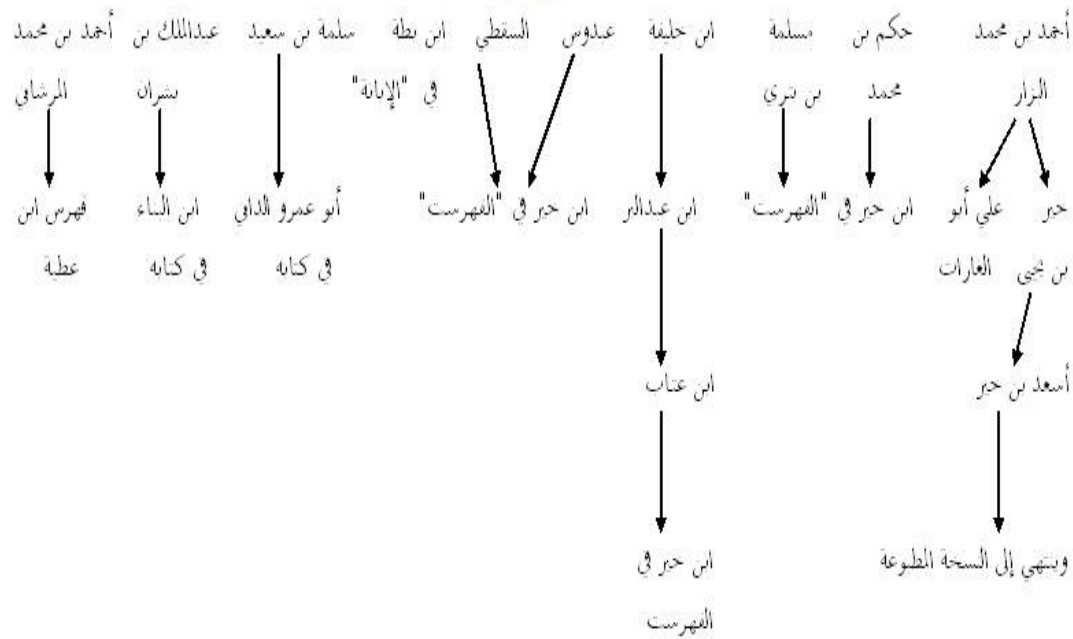 أحمد بن محمد حكم بن مسلمة ابن خليفة عبدوس السقطي ابن بطة سلمة بن سعيد عبدالملك بن أحمد بن محمد
البزار محمد بن بتري في "الإبانة" بشران المرشاني
خير علي أبو ابن خير في "الفهرست" ابن عبدالبر ابن خير في "الفهرست" أبو عمرو الداني ابن البناء فهرس ابن
بن يحيى الغارات في كتابه في كتابه عطية
أسعد بن خير ابن عتاب
وينتهي إلى النسخة المطبوعة ابن خير في
الفهرست